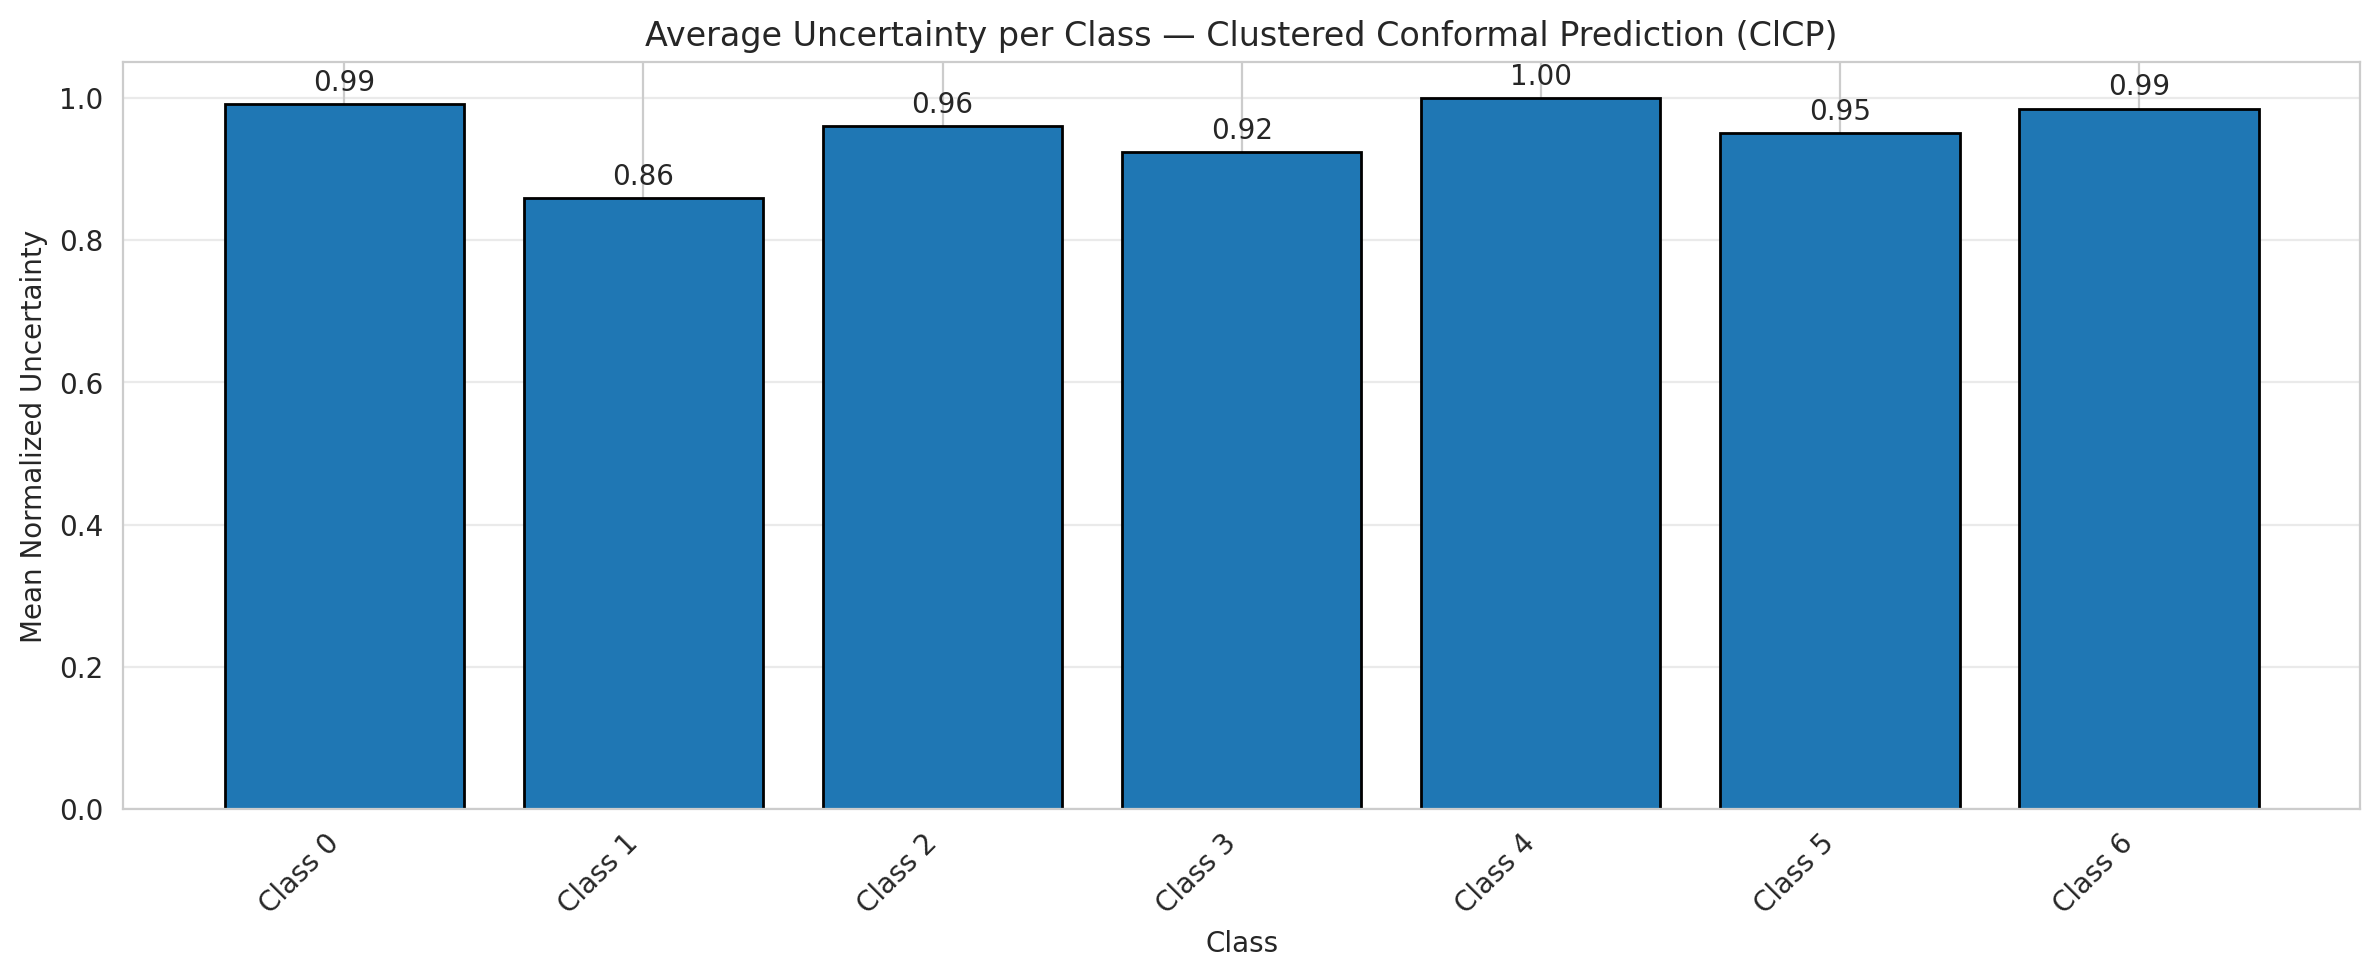 Average Uncertainty per Class — Clustered Conformal Prediction (ClCP)
Mean Normalized Uncertainty
1.0
0.8
0.6
0.4
0.2
0.0
0.99
0.86
0.96
0.92
1.00
0.95
0.99
Class 0
Class 1
Class 2
Class 3
Class 4
Class 5
Class 6
Class